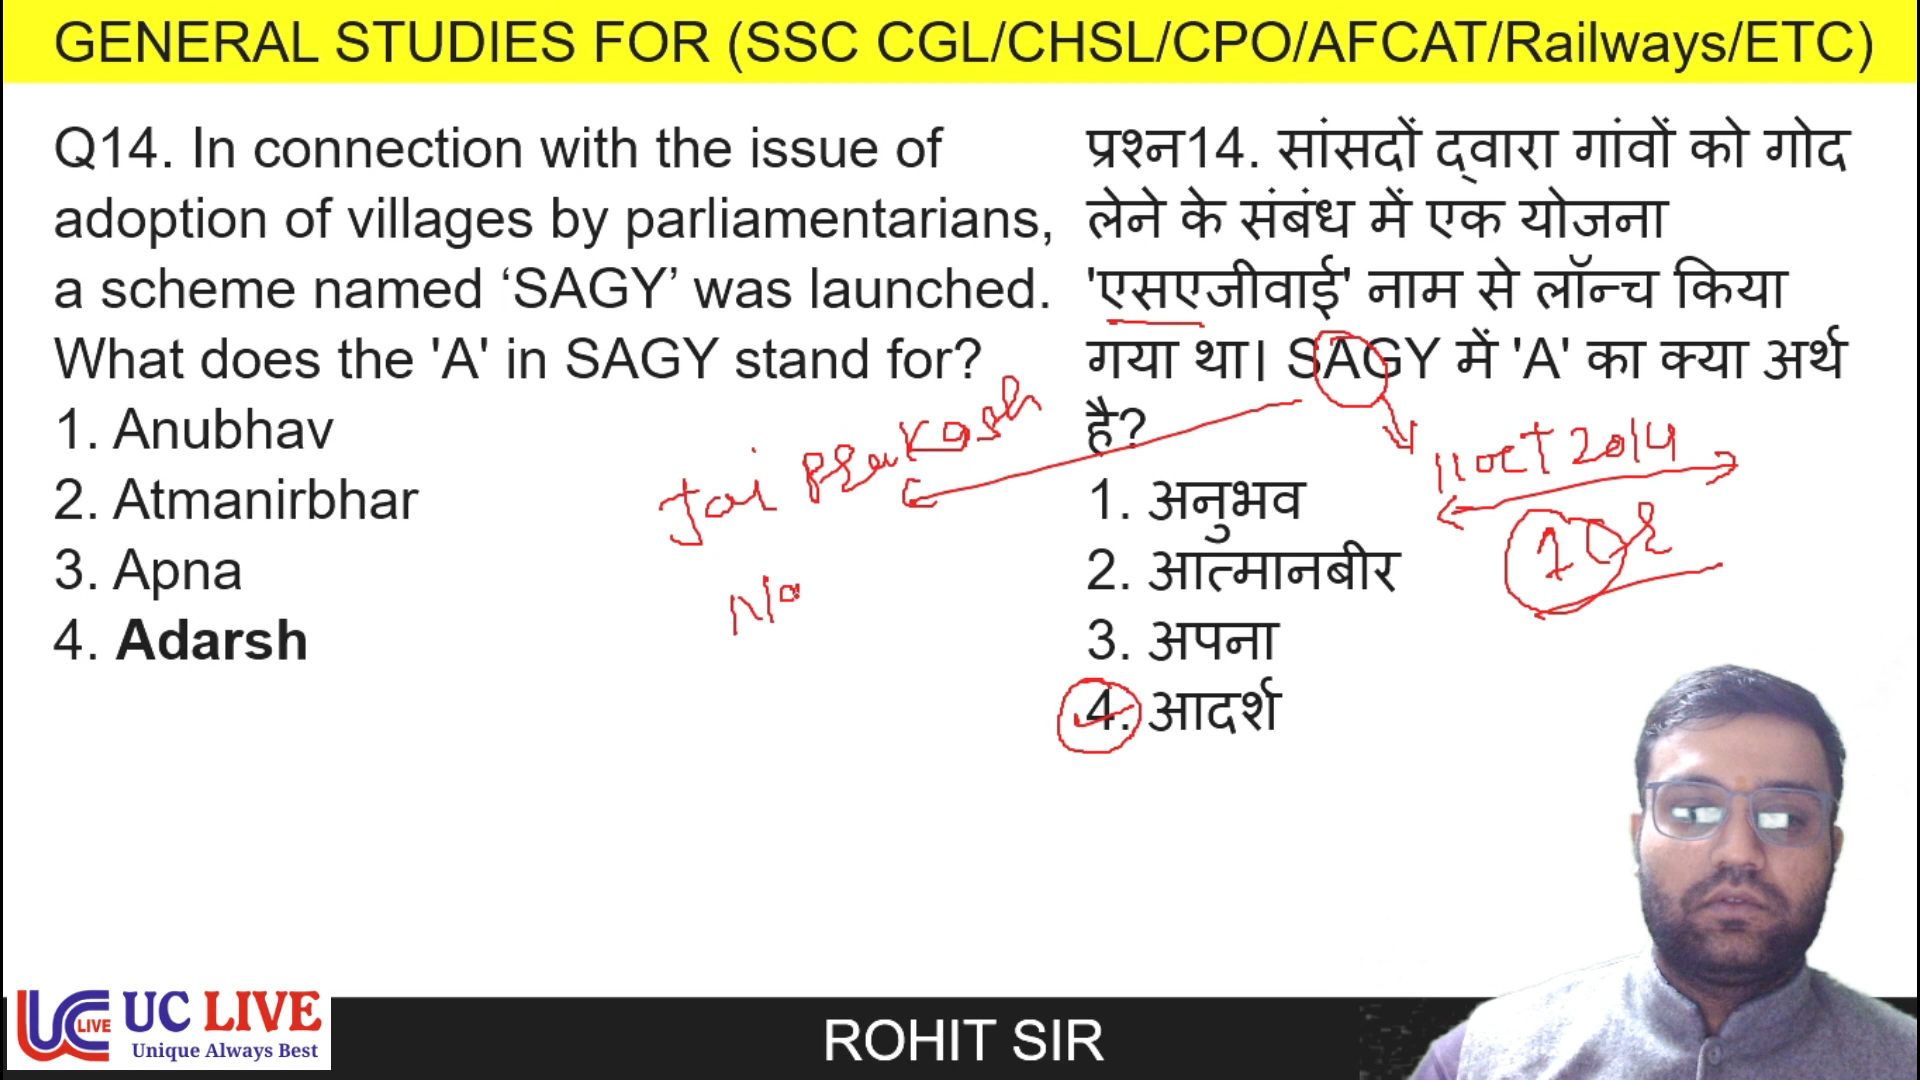 GENERAL STUDIES FOR (SSC CGL/CHSL/CPO/AFCAT/Railways/ETC)
Q14. In connection with the issue of
adoption of villages by parliamentarians,
a scheme named ‘SAGY’ was launched.
What does the 'A' in SAGY stand for?
1. Anubhav
2. Atmanirbhar
3. Apna
4. Adarsh
प्रश्न14. सांसदों द्वारा गांवों को गोद
लेने के संबंध में एक योजना
'एसएजीवाई' नाम से लॉन्च किया
गया था। SAGY में 'A' का क्या अर्थ
है?
1. अनुभव
2. आत्मानबीर
3. अपना
4. आदर्श
Jai Prakash
Na
11 oct 2014
UC LIVE
LIVE
Unique Always Best
ROHIT SIR